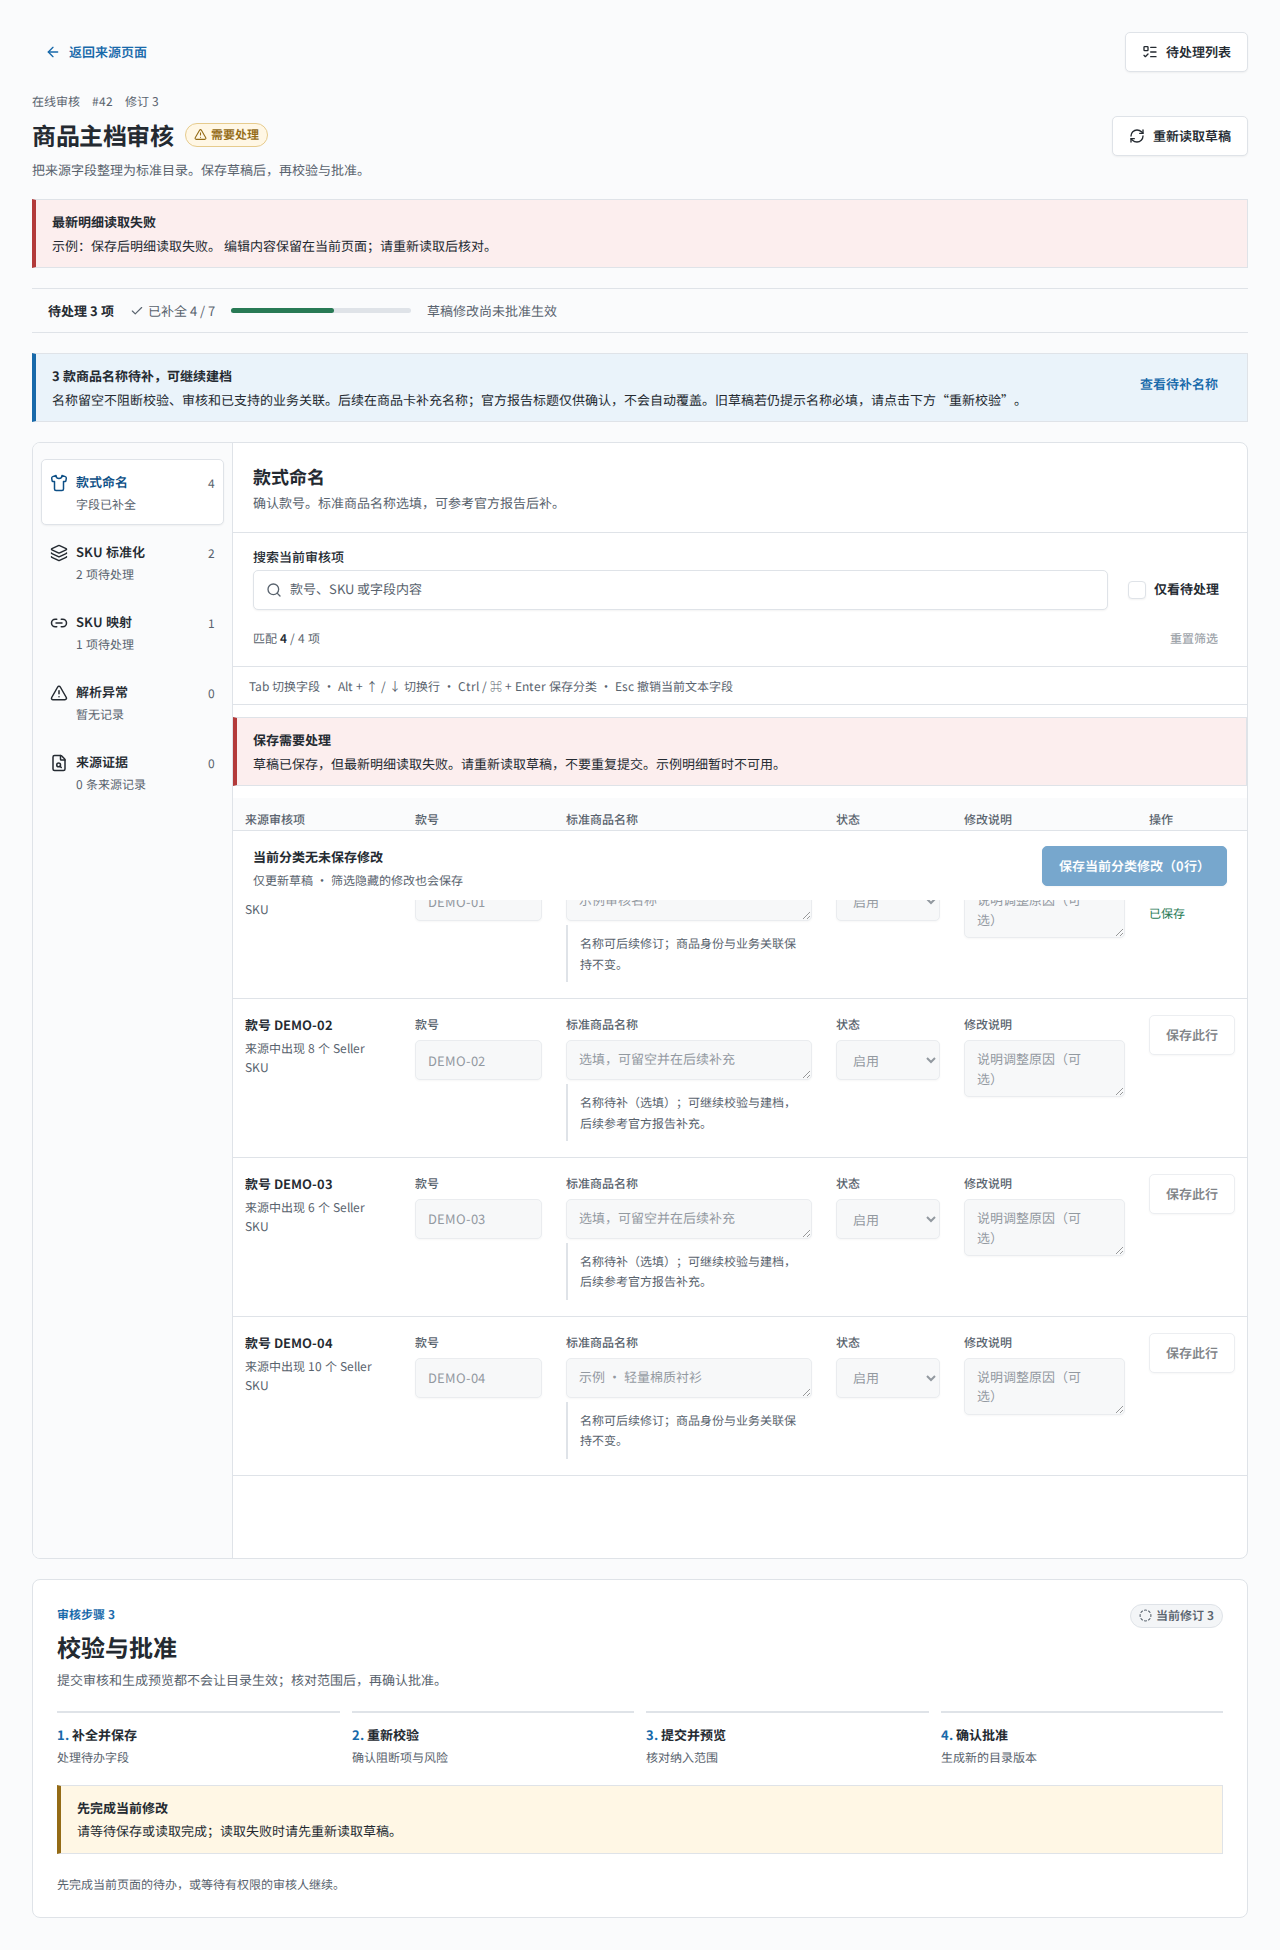 返回来源页面
待处理列表
在线审核 #42 修订 3
商品主档审核 需要处理
重新读取草稿
把来源字段整理为标准目录。保存草稿后，再校验与批准。
最新明细读取失败
示例：保存后明细读取失败。 编辑内容保留在当前页面；请重新读取后核对。
待处理 3 项 已补全 4 / 7 草稿修改尚未批准生效
3 款商品名称待补，可继续建档
名称留空不阻断校验、审核和已支持的业务关联。后续在商品卡补充名称；官方报告标题仅供确认，不会自动覆盖。旧草稿若仍提示名称必填，请点击下方“重新校验”。
查看待补名称
款式命名 4
字段已补全
SKU 标准化 2
2 项待处理
SKU 映射 1
1 项待处理
解析异常 0
暂无记录
来源证据 0
0 条来源记录
款式命名
确认款号。标准商品名称选填，可参考官方报告后补。
搜索当前审核项
款号、SKU 或字段内容
仅看待处理
匹配 4 / 4 项
重置筛选
Tab 切换字段 · Alt + ↑ / ↓ 切换行 · Ctrl / ⌘ + Enter 保存分类 · Esc 撤销当前文本字段
保存需要处理
草稿已保存，但最新明细读取失败。请重新读取草稿，不要重复提交。示例明细暂时不可用。
来源审核项 款号 标准商品名称 状态 修改说明 操作
当前分类无未保存修改
仅更新草稿 · 筛选隐藏的修改也会保存
保存当前分类修改（0行）
SKU
DEMO-01
示例审核名称
启用
说明调整原因（可
选）
已保存
名称可后续修订；商品身份与业务关联保
持不变。
款号 DEMO-02
来源中出现 8 个 Seller
SKU
款号
DEMO-02
标准商品名称
选填，可留空并在后续补充
名称待补（选填）；可继续校验与建档，
后续参考官方报告补充。
状态
启用
修改说明
说明调整原因（可
选）
保存此行
款号 DEMO-03
来源中出现 6 个 Seller
SKU
款号
DEMO-03
标准商品名称
选填，可留空并在后续补充
名称待补（选填）；可继续校验与建档，
后续参考官方报告补充。
状态
启用
修改说明
说明调整原因（可
选）
保存此行
款号 DEMO-04
来源中出现 10 个 Seller
SKU
款号
DEMO-04
标准商品名称
示例 · 轻量棉质衬衫
名称可后续修订；商品身份与业务关联保
持不变。
状态
启用
修改说明
说明调整原因（可
选）
保存此行
审核步骤 3
当前修订 3
校验与批准
提交审核和生成预览都不会让目录生效；核对范围后，再确认批准。
1. 补全并保存
处理待办字段
2. 重新校验
确认阻断项与风险
3. 提交并预览
核对纳入范围
4. 确认批准
生成新的目录版本
先完成当前修改
请等待保存或读取完成；读取失败时请先重新读取草稿。
先完成当前页面的待办，或等待有权限的审核人继续。